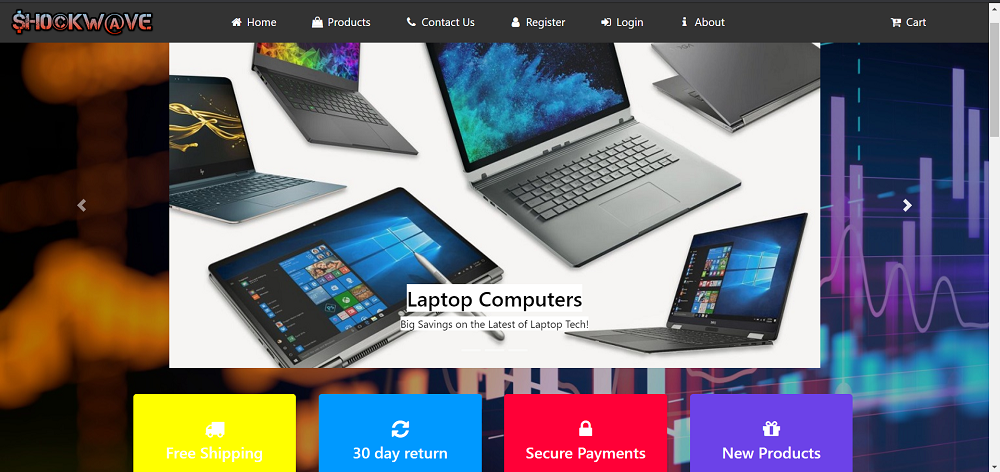 $HOCKW@VE
Home Products Contact Us Register Login About Cart
Laptop Computers
Big Savings on the Latest of Laptop Tech!
Free Shipping 30 day return Secure Payments New Products